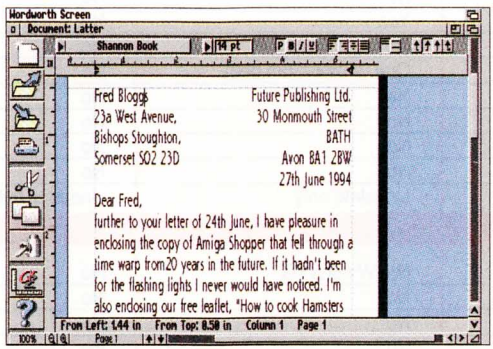 Wordworth Screen
Document: Latter
Shannon Book 14 pt P B I U
Fred Bloggs Future Publishing Ltd.
23a West Avenue, 30 Monmouth Street
Bishops Stoughton, BATH
Somerset SO2 23D Avon BA1 2BW
27th June 1994
Dear Fred,
further to your letter of 24th June, I have pleasure in
enclosing the copy of Amiga Shopper that fell through a
time warp from20 years in the future. If it hadn't been
for the flashing lights I never would have noticed. I'm
also enclosing our free leaflet, "How to cook Hamsters
From Left: 1.44 in From Top: 0.50 in Column 1 Page 1
100% Page 1